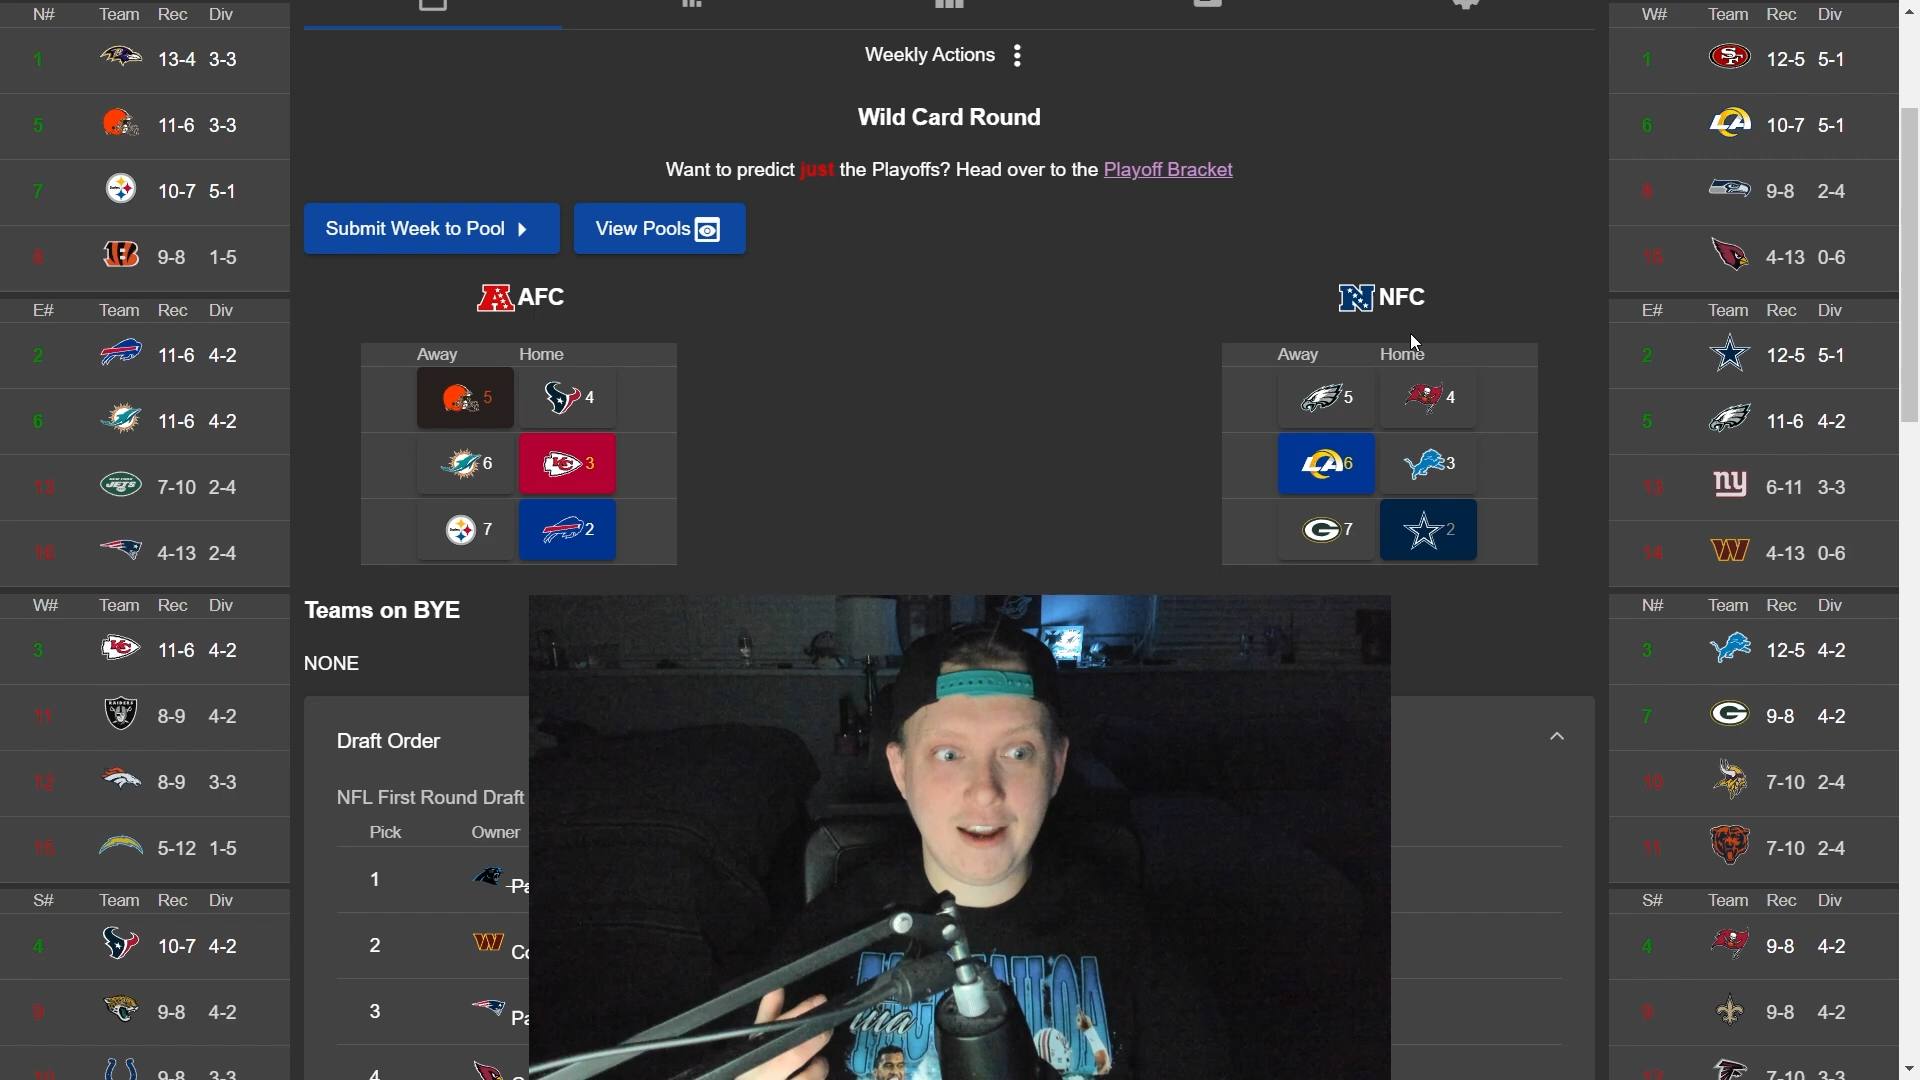 N# Team Rec Div
1 13-4 3-3
5 11-6 3-3
7 10-7 5-1
9-8 1-5
E# Team Rec Div
2 11-6 4-2
6 11-6 4-2
13 7-10 2-4
16 4-13 2-4
W# Team Rec Div
3 11-6 4-2
11 RAIDERS 8-9 4-2
12 8-9 3-3
15 5-12 1-5
S# Team Rec Div
4 10-7 4-2
9 9-8 4-2
10 9-8 3-3
Weekly Actions
Wild Card Round
Want to predict just the Playoffs? Head over to the Playoff Bracket
Submit Week to Pool
View Pools
AFC
Away Home
5 4
6 3
7 2
NFC
Away Home
5 4
LA 6 3
G 7 2
Teams on BYE
NONE
Draft Order
NFL First Round Draft
Pick Owner
1 Pa
2 W Co
3 Pa
4
W# Team Rec Div
1 SF 12-5 5-1
6 LA 10-7 5-1
9-8 2-4
15 4-13 0-6
E# Team Rec Div
2 12-5 5-1
5 11-6 4-2
13 ny 6-11 3-3
14 W 4-13 0-6
N# Team Rec Div
3 12-5 4-2
7 G 9-8 4-2
10 7-10 2-4
11 7-10 2-4
S# Team Rec Div
4 9-8 4-2
9-8 4-2
12 7-10 3-3